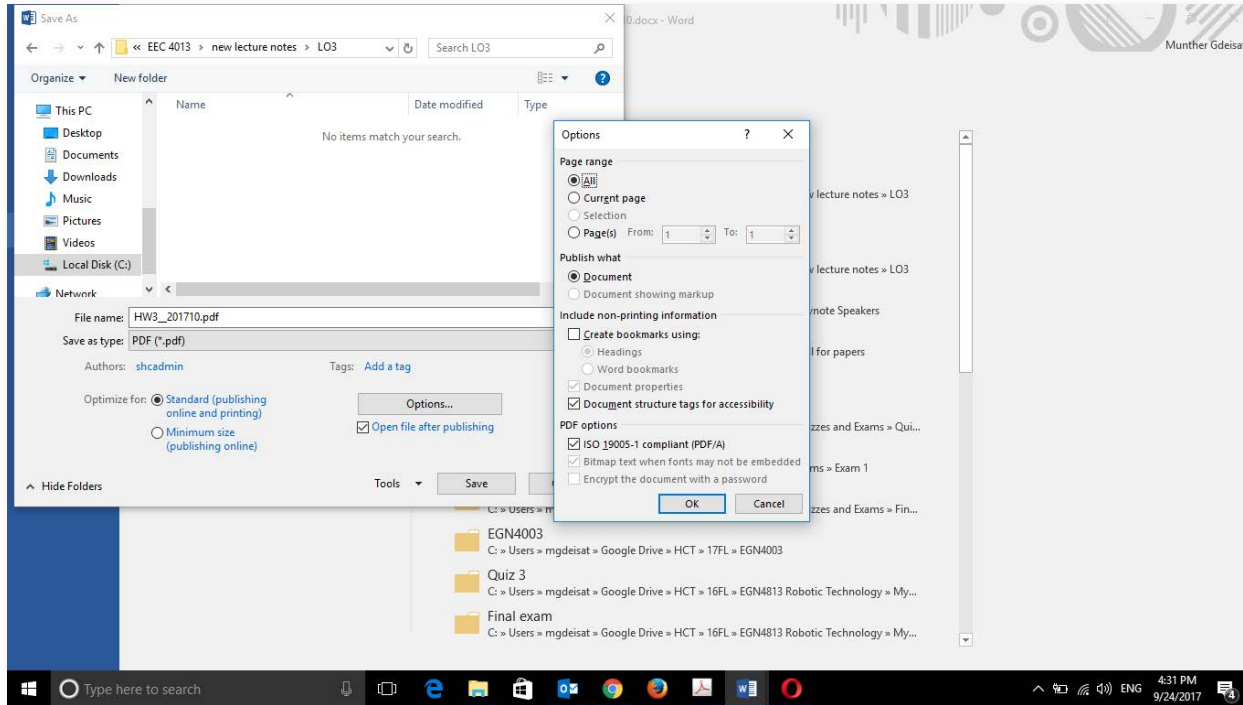 Save As
0.docx - Word
Munther Gdeisat
« EEC 4013 › new lecture notes › LO3
Search LO3
Organize
New folder
This PC
Desktop
Documents
Downloads
Music
Pictures
Videos
Local Disk (C:)
Network
Name
Date modified
Type
No items match your search.
File name: HW3__201710.pdf
Save as type: PDF (*.pdf)
Authors: shcadmin
Tags: Add a tag
Optimize for: Standard (publishing
online and printing)
Minimum size
(publishing online)
Options...
Open file after publishing
Hide Folders
Tools
Save
Options
?
Page range
All
Current page
Selection
Page(s) From: 1 To: 1
Publish what
Document
Document showing markup
Include non-printing information
Create bookmarks using:
Headings
Word bookmarks
Document properties
Document structure tags for accessibility
PDF options
ISO 19005-1 compliant (PDF/A)
Bitmap text when fonts may not be embedded
Encrypt the document with a password
OK
Cancel
lecture notes » LO3
lecture notes » LO3
note Speakers
l for papers
zzes and Exams » Qui...
ms » Exam 1
C: » Users » m
zzes and Exams » Fin...
EGN4003
C: » Users » mgdeisat » Google Drive » HCT » 17FL » EGN4003
Quiz 3
C: » Users » mgdeisat » Google Drive » HCT » 16FL » EGN4813 Robotic Technology » My...
Final exam
C: » Users » mgdeisat » Google Drive » HCT » 16FL » EGN4813 Robotic Technology » My...
Type here to search
ENG
4:31 PM
9/24/2017
4